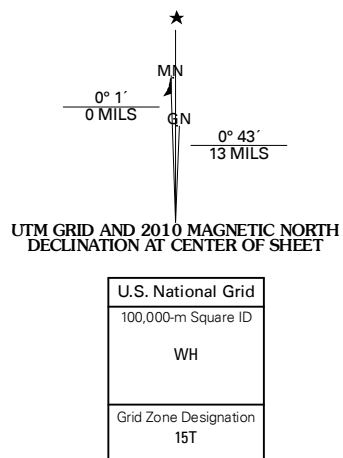 MN
0° 1´
0 MILS
GN
0° 43´
13 MILS
UTM GRID AND 2010 MAGNETIC NORTH
DECLINATION AT CENTER OF SHEET
U.S. National Grid
100,000-m Square ID
WH
Grid Zone Designation
15T